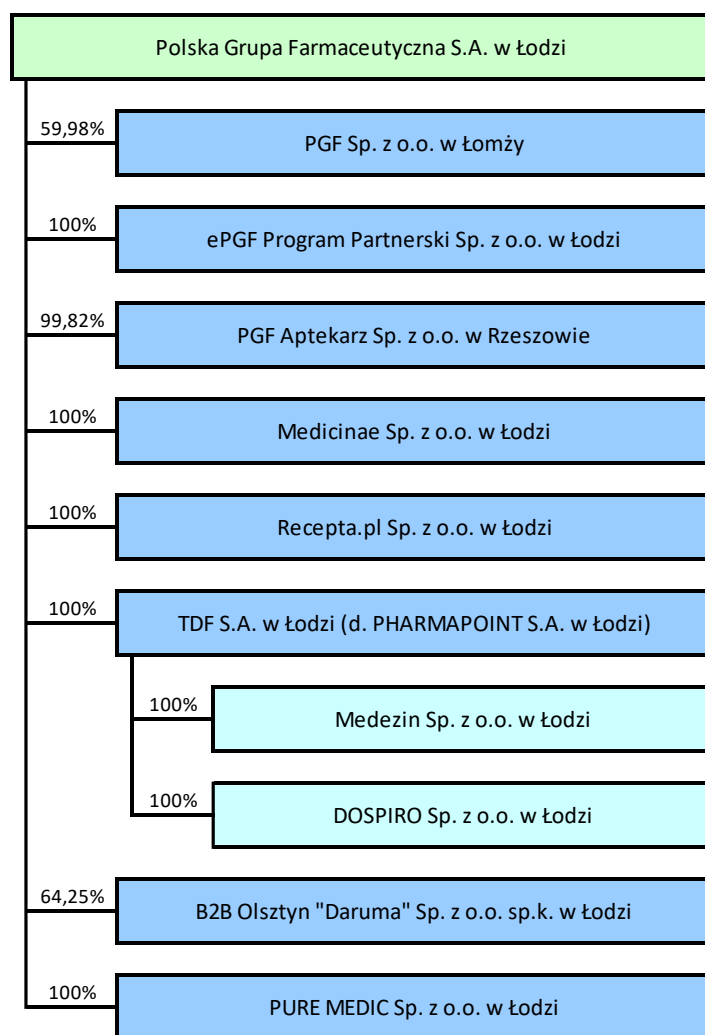 Polska Grupa Farmaceutyczna S.A. w Łodzi
59,98%
PGF Sp. z o.o. w Łomży
100%
ePGF Program Partnerski Sp. z o.o. w Łodzi
99,82%
PGF Aptekarz Sp. z o.o. w Rzeszowie
100%
Medicinae Sp. z o.o. w Łodzi
100%
Recepta.pl Sp. z o.o. w Łodzi
100%
TDF S.A. w Łodzi (d. PHARMAPOINT S.A. w Łodzi)
100%
Medezin Sp. z o.o. w Łodzi
100%
DOSPIRO Sp. z o.o. w Łodzi
64,25%
B2B Olsztyn "Daruma" Sp. z o.o. sp.k. w Łodzi
100%
PURE MEDIC Sp. z o.o. w Łodzi